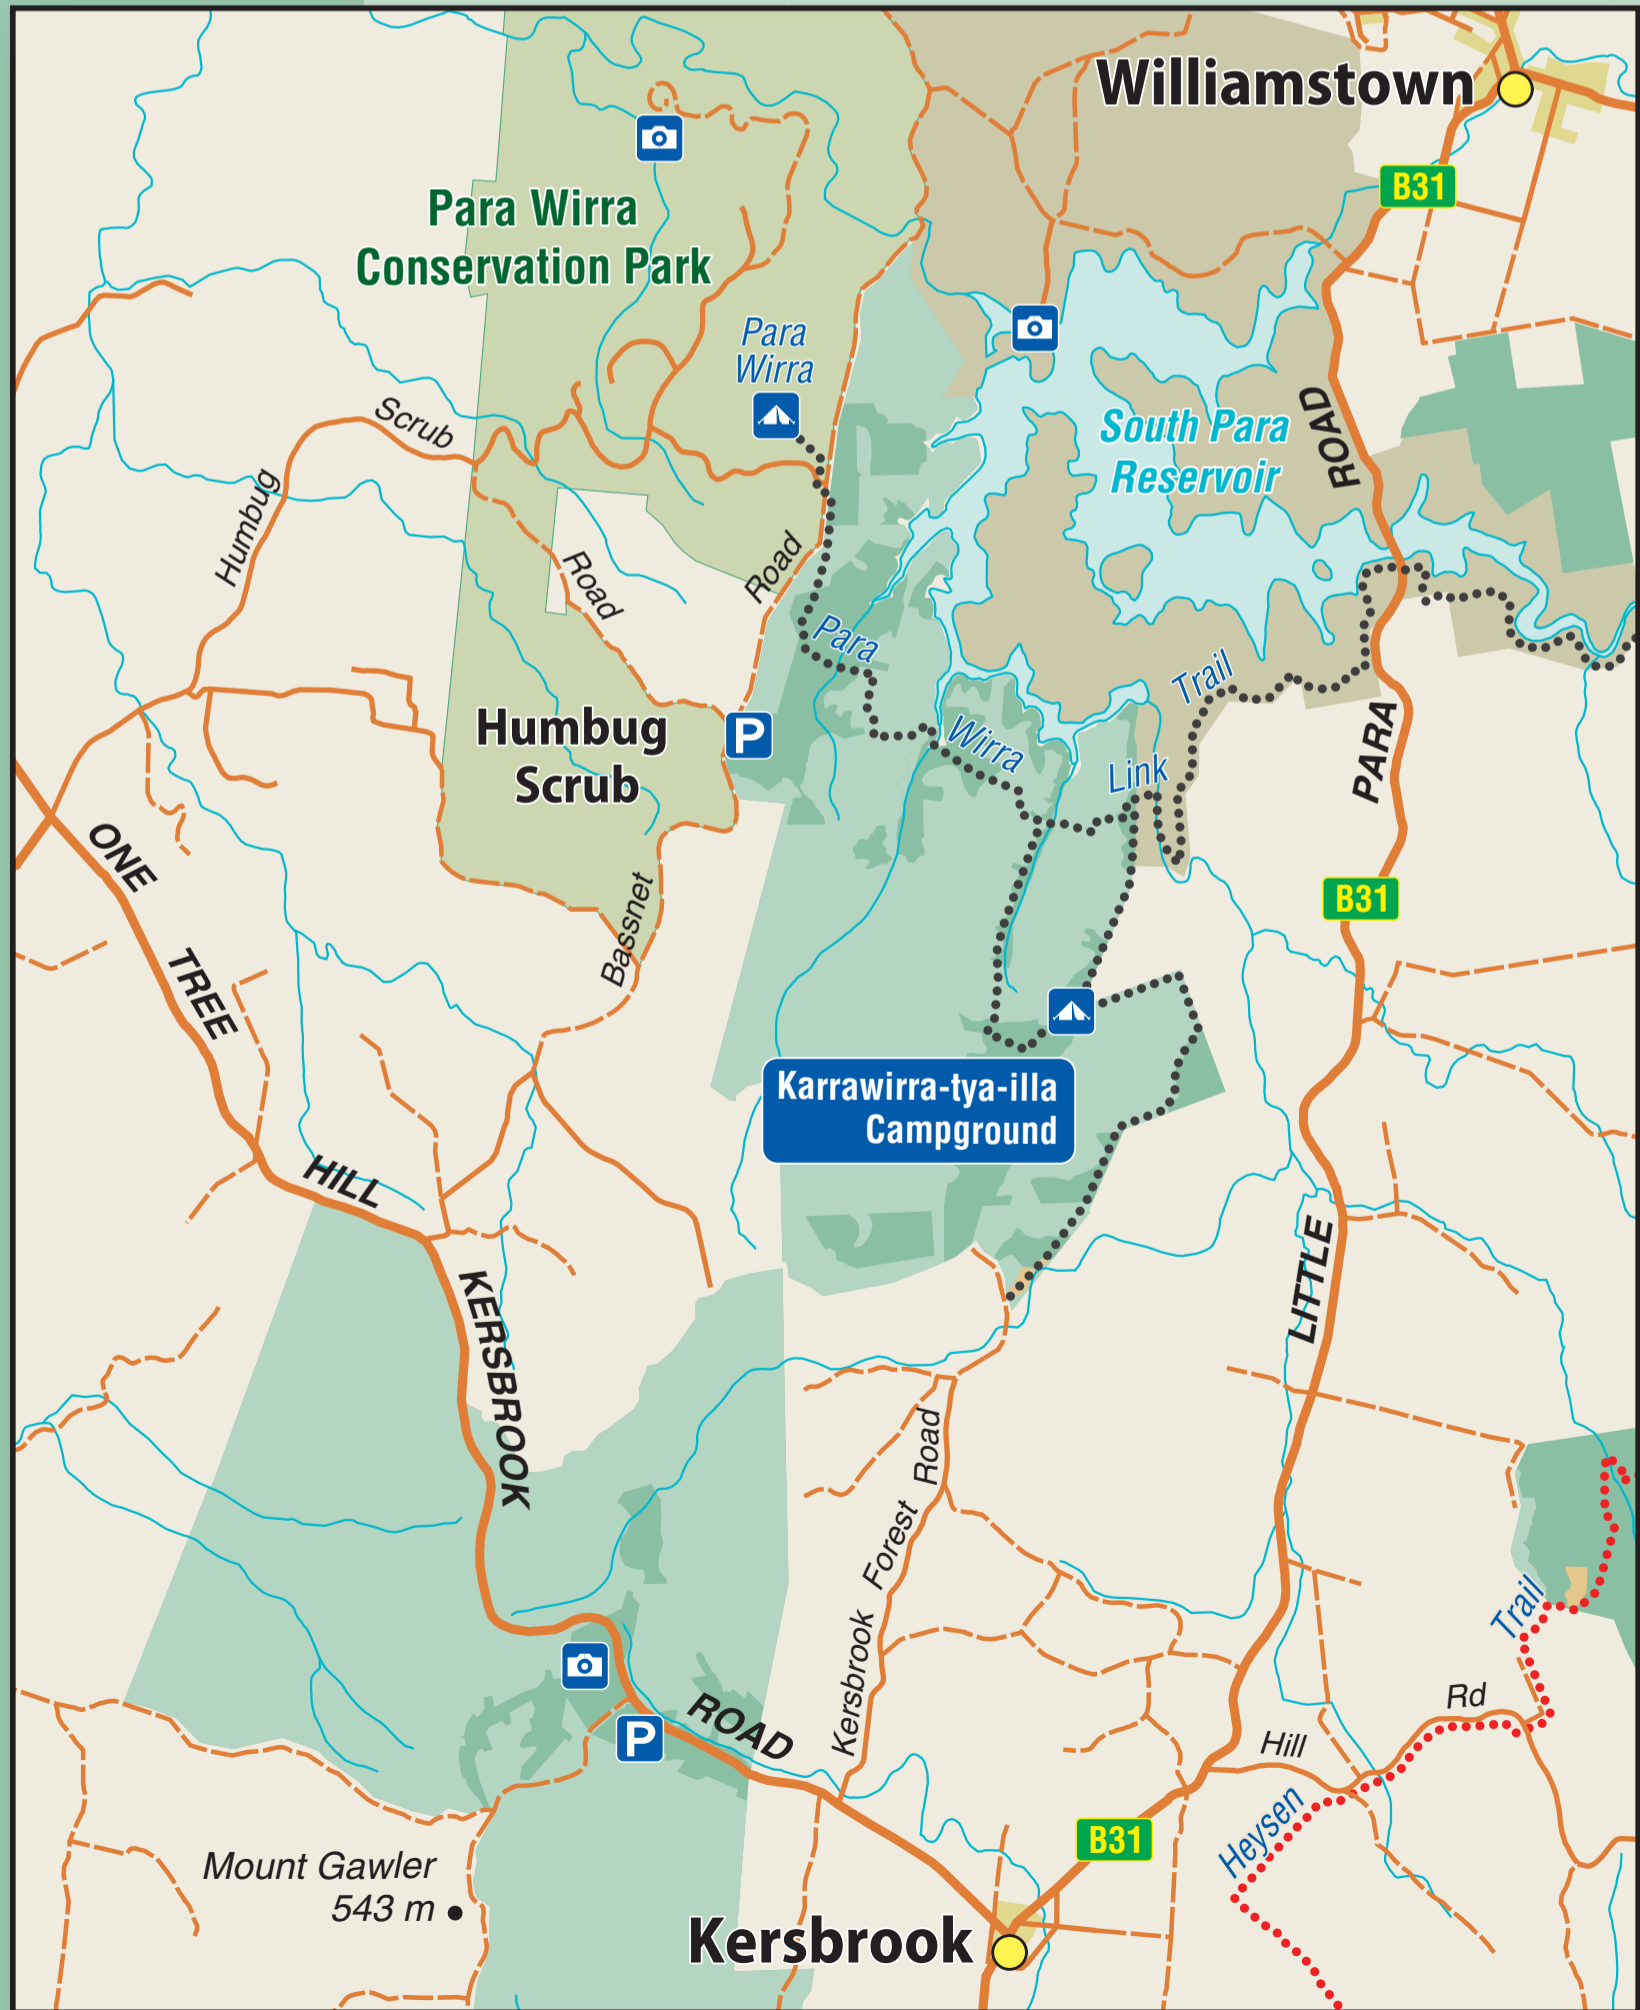 Williamstown
B31
Para Wirra
Conservation Park
Para
Wirra
South Para
Reservoir
ROAD
Scrub
Humbug
Road
Road
Para
Wirra
Link
Trail
PARA
Humbug
Scrub
P
ONE
TREE
HILL
KERSBROOK
ROAD
Bassnet
B31
Karrawirra-tya-illa
Campground
LITTLE
Road
Forest
Kersbrook
Trail
Rd
Hill
Heysen
P
B31
Mount Gawler
543 m
Kersbrook